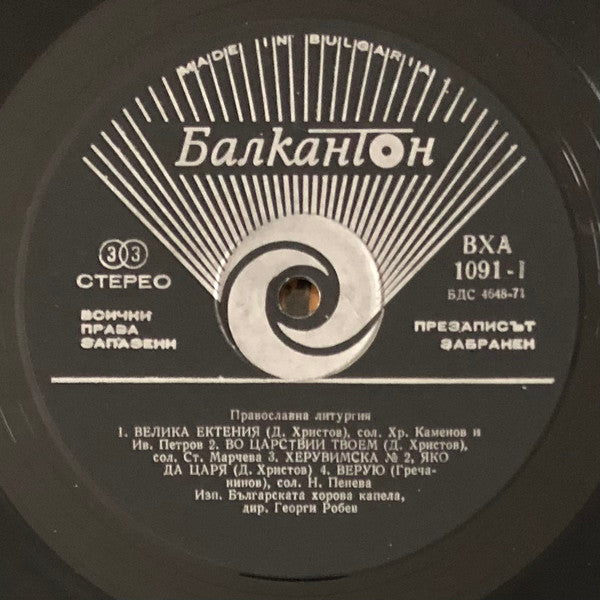 MADE IN BULGARIA
Балкантон
33
СТЕРЕО
ВХА
1091-I
БДС 4648-71
ВСИЧКИ
ПРАВА
ЗАПАЗЕНИ
ПРЕЗАПИСЪТ
ЗАБРАНЕН
Православна литургия
1. ВЕЛИКА ЕКТЕНИЯ (Д. Христов), сол. Хр. Каменов и
Ив. Петров 2. ВО ЦАРСТВИИ ТВОЕМ (Д. Христов),
сол. Ст. Марчева 3. ХЕРУВИМСКА № 2, ЯКО
ДА ЦАРЯ (Д. Христов) 4. ВЕРУЮ (Греча-
нинов), сол. Н. Пенева
Изп. Българската хорова капела,
дир. Георги Робев